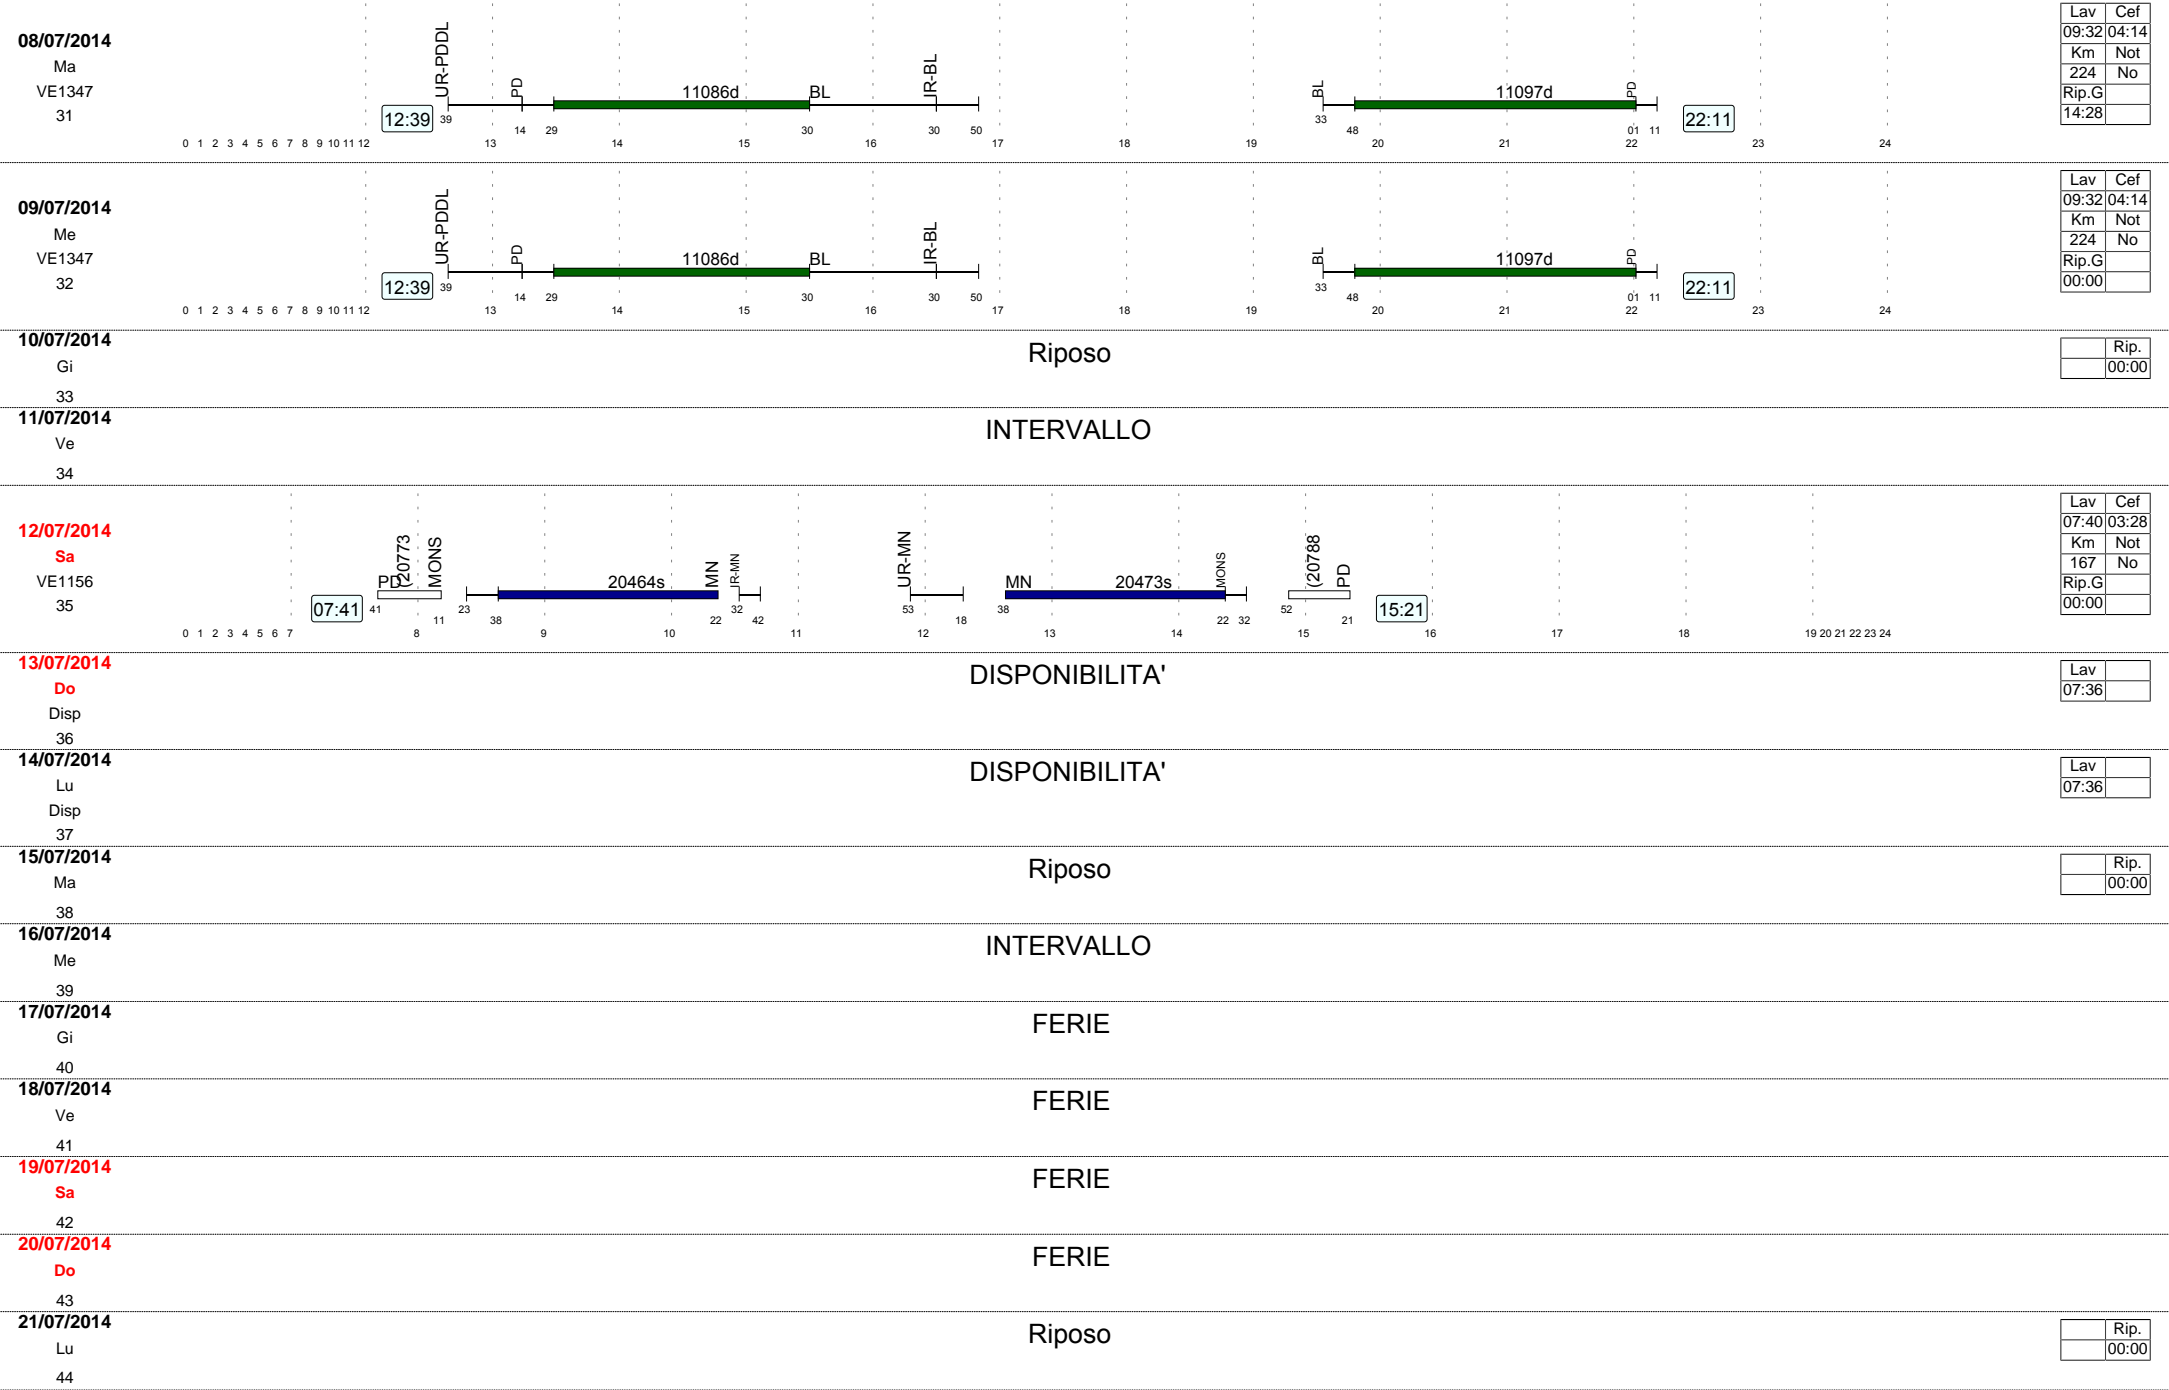 08/07/2014
Ma
VE1347
31
12:39
UR-PDDL
PD
11086d
BL
IR-BL
BL
11097d
PD
22:11
39 14 29 30 30 50 33 48 01 11
0 1 2 3 4 5 6 7 8 9 10 11 12 13 14 15 16 17 18 19 20 21 22 23 24
Lav Cef
09:32 04:14
Km Not
224 No
Rip.G
14:28
09/07/2014
Me
VE1347
32
12:39
UR-PDDL
PD
11086d
BL
IR-BL
BL
11097d
PD
22:11
39 14 29 30 30 50 33 48 01 11
0 1 2 3 4 5 6 7 8 9 10 11 12 13 14 15 16 17 18 19 20 21 22 23 24
Lav Cef
09:32 04:14
Km Not
224 No
Rip.G
00:00
10/07/2014
Gi
33
Riposo
Rip.
00:00
11/07/2014
Ve
34
INTERVALLO
12/07/2014
Sa
VE1156
35
07:41
PD
(20773
MONS
20464s
MN
IR-MN
UR-MN
MN
20473s
MONS
(20788
PD
15:21
41 11 23 38 22 32 42 53 18 38 22 32 52 21
0 1 2 3 4 5 6 7 8 9 10 11 12 13 14 15 16 17 18 19 20 21 22 23 24
Lav Cef
07:40 03:28
Km Not
167 No
Rip.G
00:00
13/07/2014
Do
Disp
36
DISPONIBILITA'
Lav
07:36
14/07/2014
Lu
Disp
37
DISPONIBILITA'
Lav
07:36
15/07/2014
Ma
38
Riposo
Rip.
00:00
16/07/2014
Me
39
INTERVALLO
17/07/2014
Gi
40
FERIE
18/07/2014
Ve
41
FERIE
19/07/2014
Sa
42
FERIE
20/07/2014
Do
43
FERIE
21/07/2014
Lu
44
Riposo
Rip.
00:00